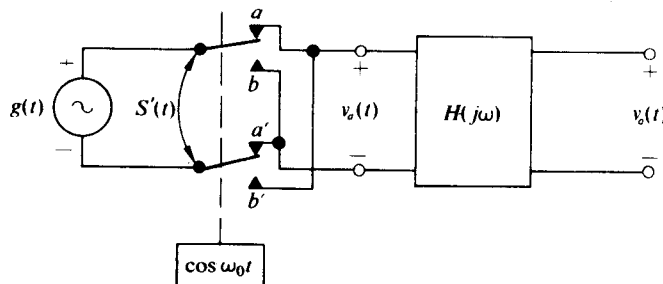 a
+
+
+
b
g(t)
S'(t)
v_a(t)
H(jω)
v_o(t)
a'
−
−
−
b'
cos ω₀t